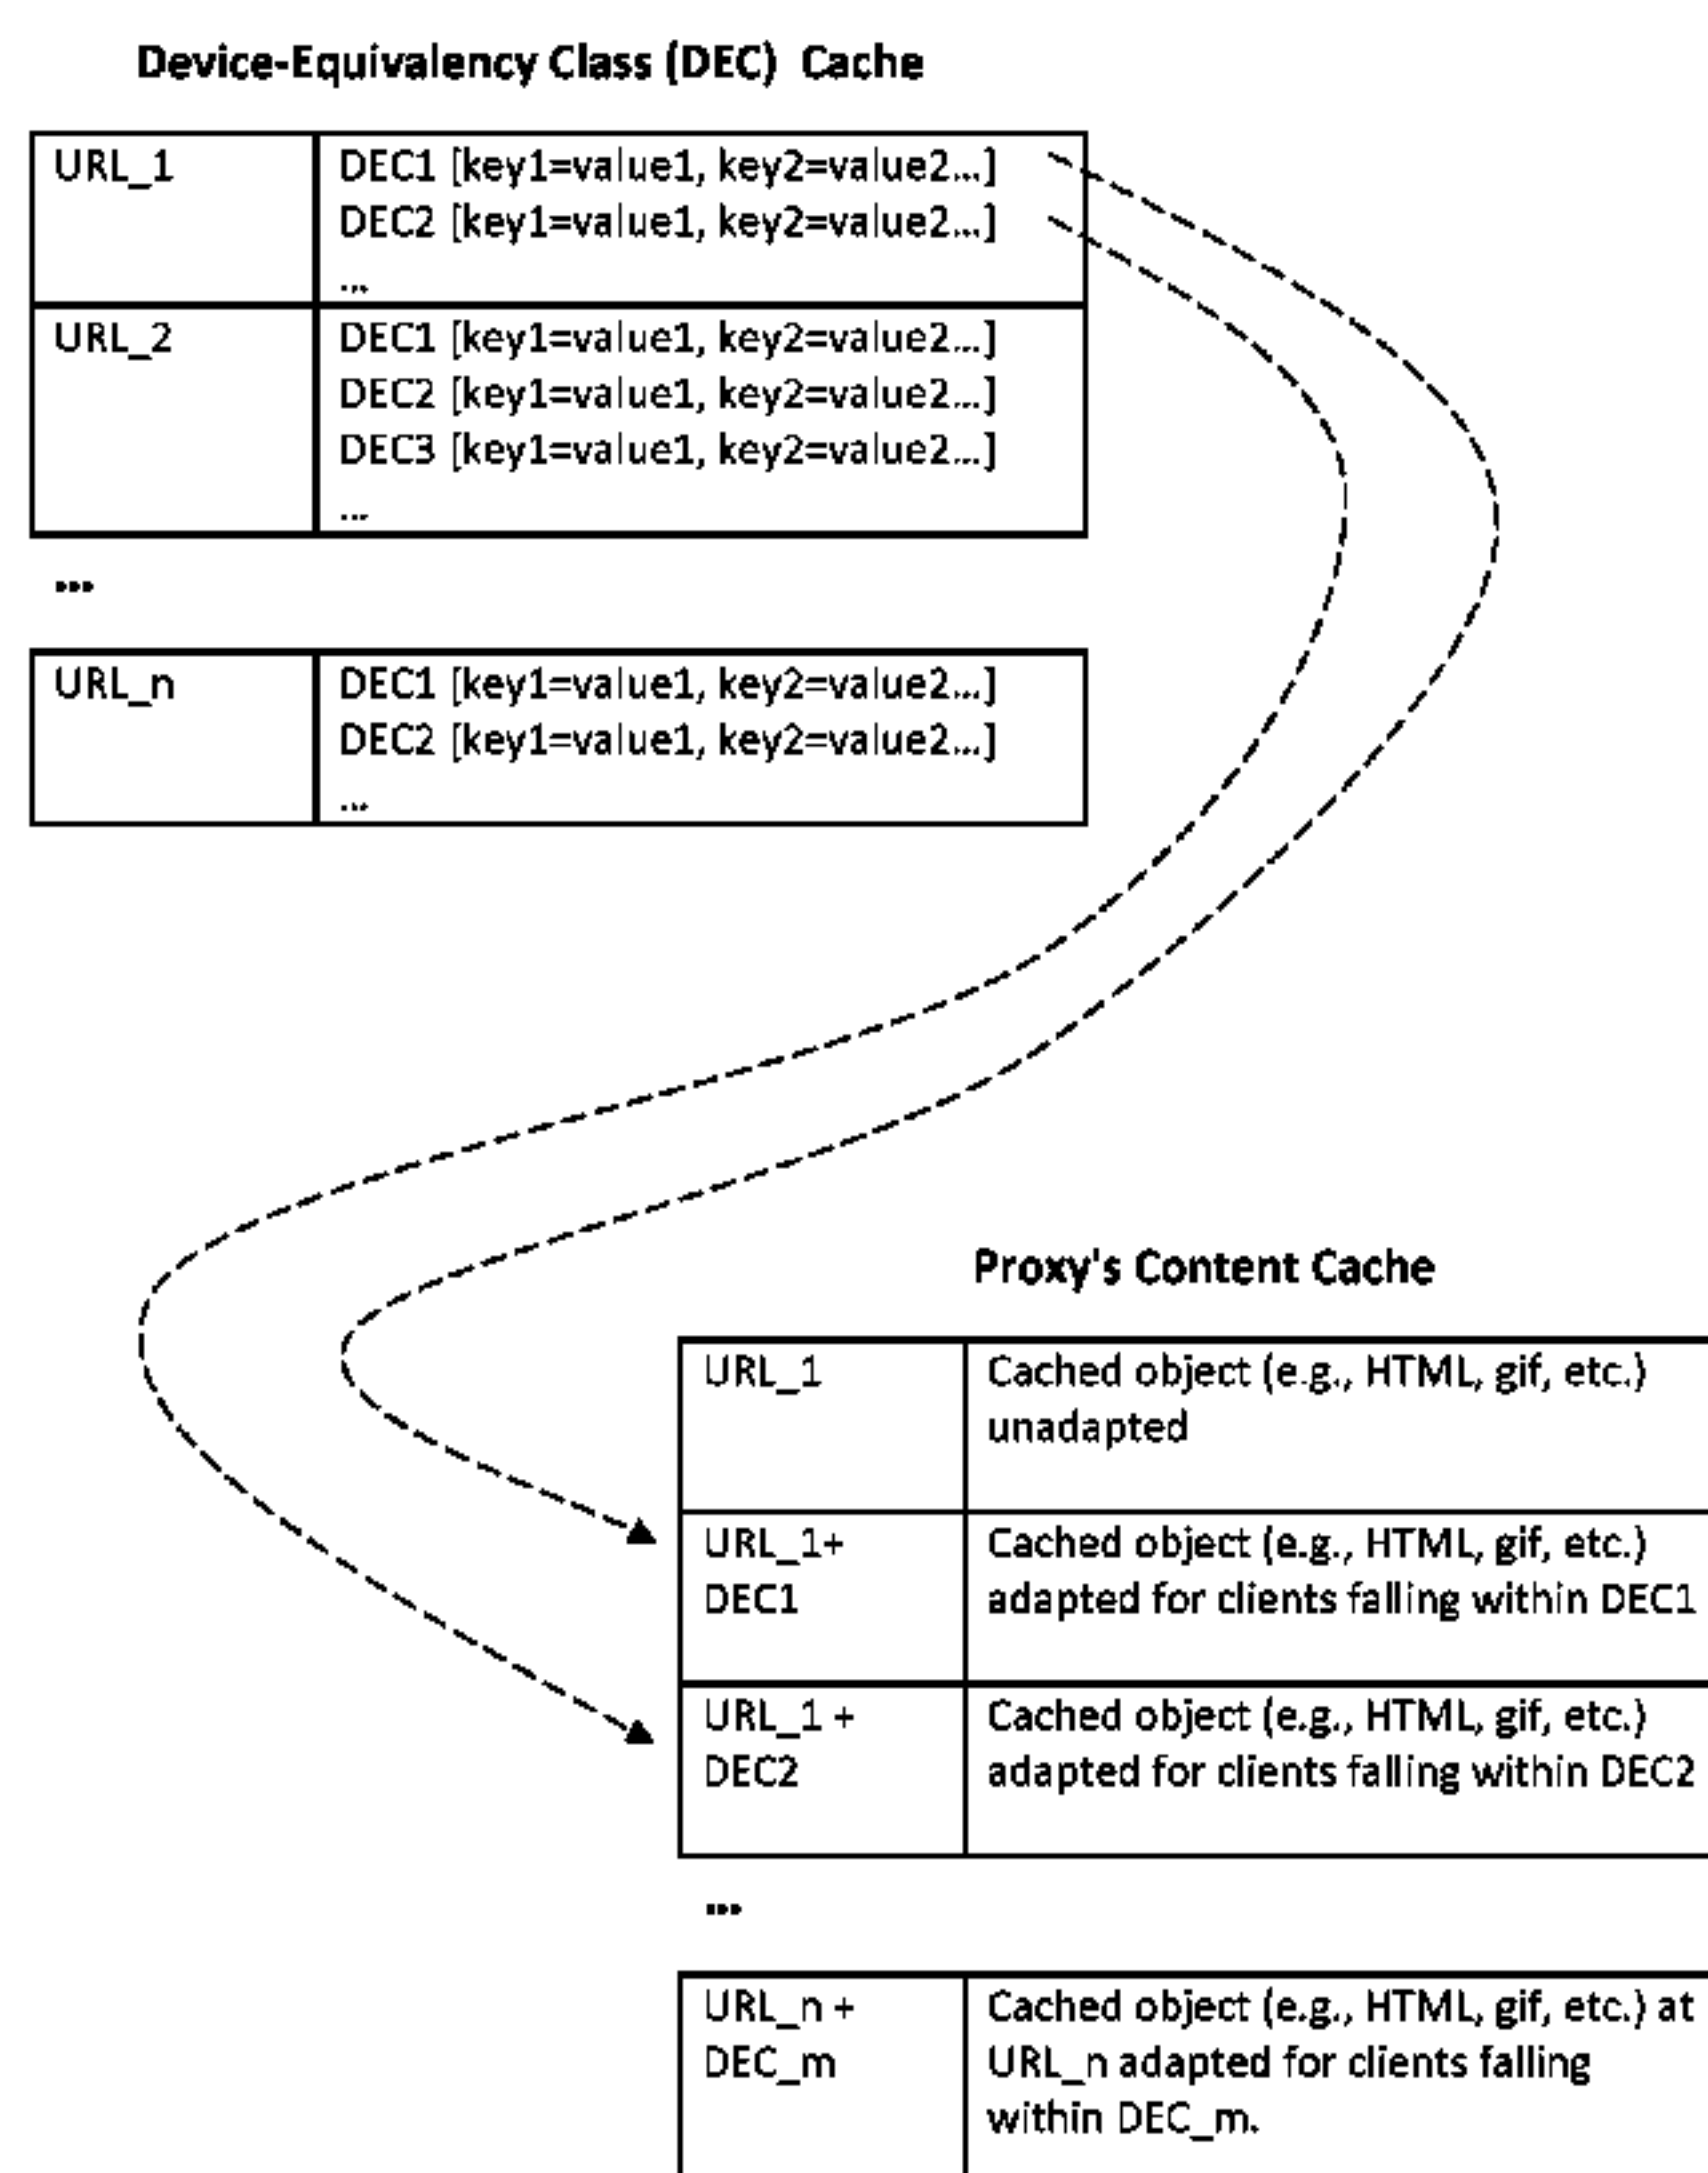 Device-Equivalency Class (DEC) Cache
URL_1
DEC1 [key1=value1, key2=value2...]
DEC2 [key1=value1, key2=value2...]
...
URL_2
DEC1 [key1=value1, key2=value2...]
DEC2 [key1=value1, key2=value2...]
DEC3 [key1=value1, key2=value2...]
...
...
URL_n
DEC1 [key1=value1, key2=value2...]
DEC2 [key1=value1, key2=value2...]
...
Proxy's Content Cache
URL_1
Cached object (e.g., HTML, gif, etc.)
unadapted
URL_1+
DEC1
Cached object (e.g., HTML, gif, etc.)
adapted for clients falling within DEC1
URL_1 +
DEC2
Cached object (e.g., HTML, gif, etc.)
adapted for clients falling within DEC2
...
URL_n +
DEC_m
Cached object (e.g., HTML, gif, etc.) at
URL_n adapted for clients falling
within DEC_m.